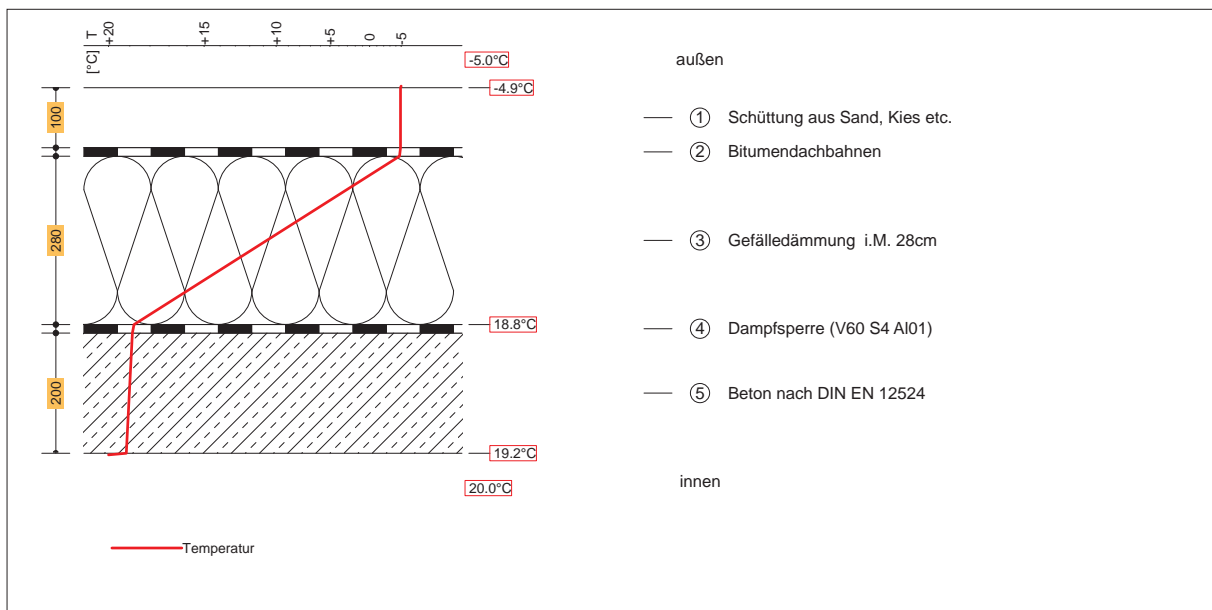 T [°C]
+20 +15 +10 +5 0 -5
-5.0°C
-4.9°C
100
280
200
18.8°C
19.2°C
20.0°C
Temperatur
außen
1 Schüttung aus Sand, Kies etc.
2 Bitumendachbahnen
3 Gefälledämmung i.M. 28cm
4 Dampfsperre (V60 S4 Al01)
5 Beton nach DIN EN 12524
innen